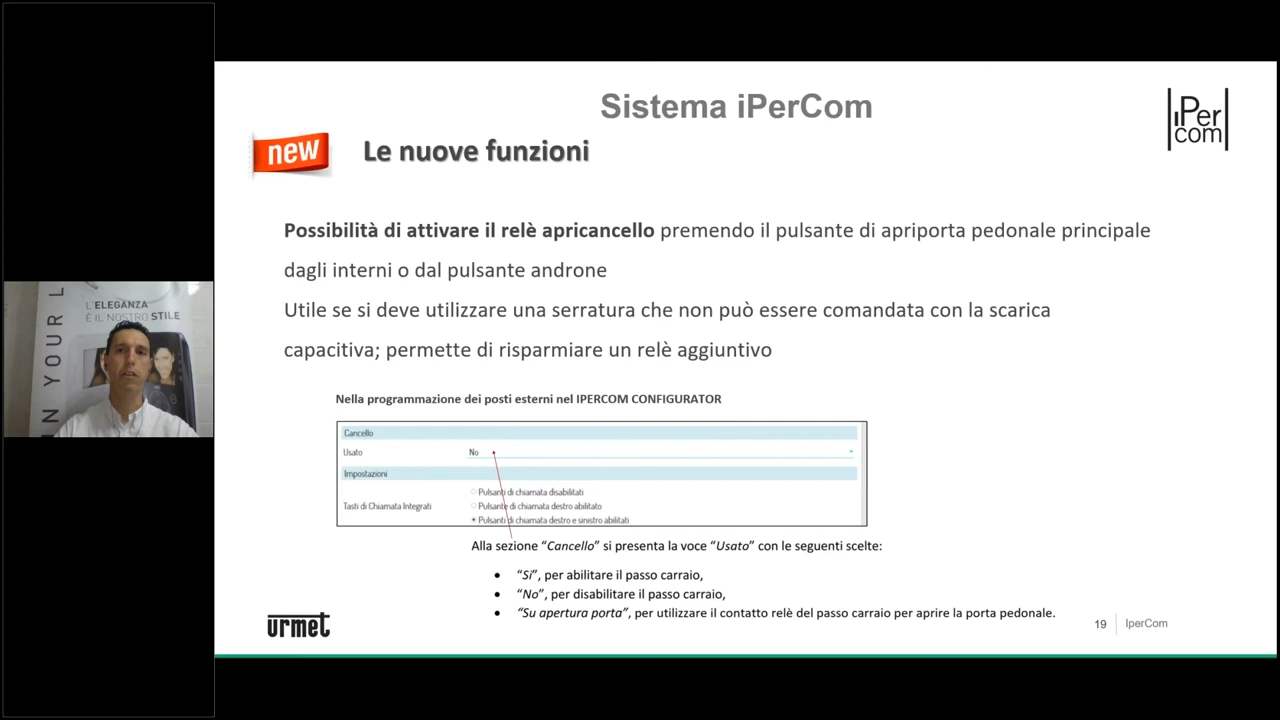 Sistema iPerCom
iPer
com
new
Le nuove funzioni
Possibilità di attivare il relè apricancello premendo il pulsante di apriporta pedonale principale
dagli interni o dal pulsante androne
Utile se si deve utilizzare una serratura che non può essere comandata con la scarica
capacitiva; permette di risparmiare un relè aggiuntivo
Nella programmazione dei posti esterni nel IPERCOM CONFIGURATOR
Cancello
Usato No
Impostazioni
Pulsanti di chiamata disabilitati
Tasti di Chiamata Integrati Pulsante di chiamata destro abilitato
Pulsanti di chiamata destro e sinistro abilitati
Alla sezione “Cancello” si presenta la voce “Usato” con le seguenti scelte:
• “Si”, per abilitare il passo carraio,
• “No”, per disabilitare il passo carraio,
• “Su apertura porta”, per utilizzare il contatto relè del passo carraio per aprire la porta pedonale.
urmet
19 IperCom
L'ELEGANZA
È IL NOSTRO STILE
N YOUR L